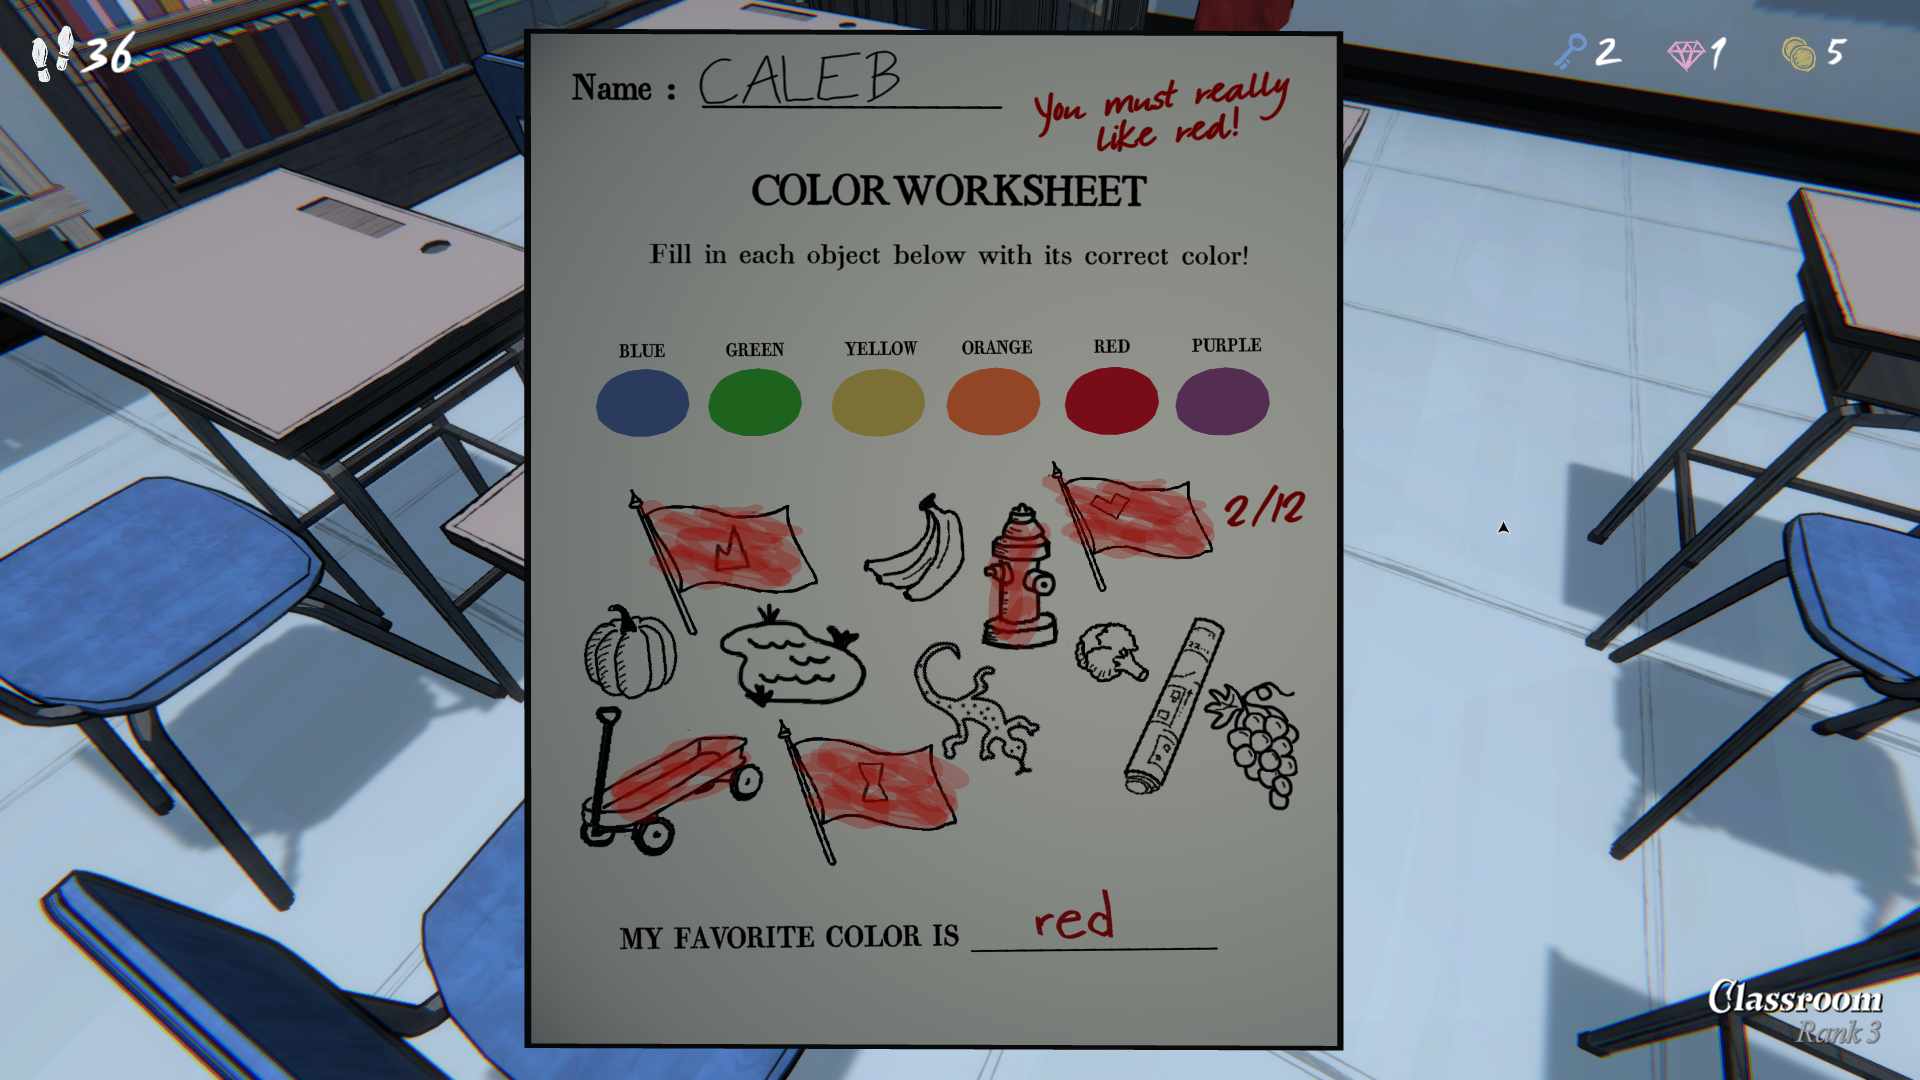 36
2
1
5
Name : CALEB
You must really
like red!
COLOR WORKSHEET
Fill in each object below with its correct color!
BLUE GREEN YELLOW ORANGE RED PURPLE
2/12
MY FAVORITE COLOR IS red
Classroom
Rank 3